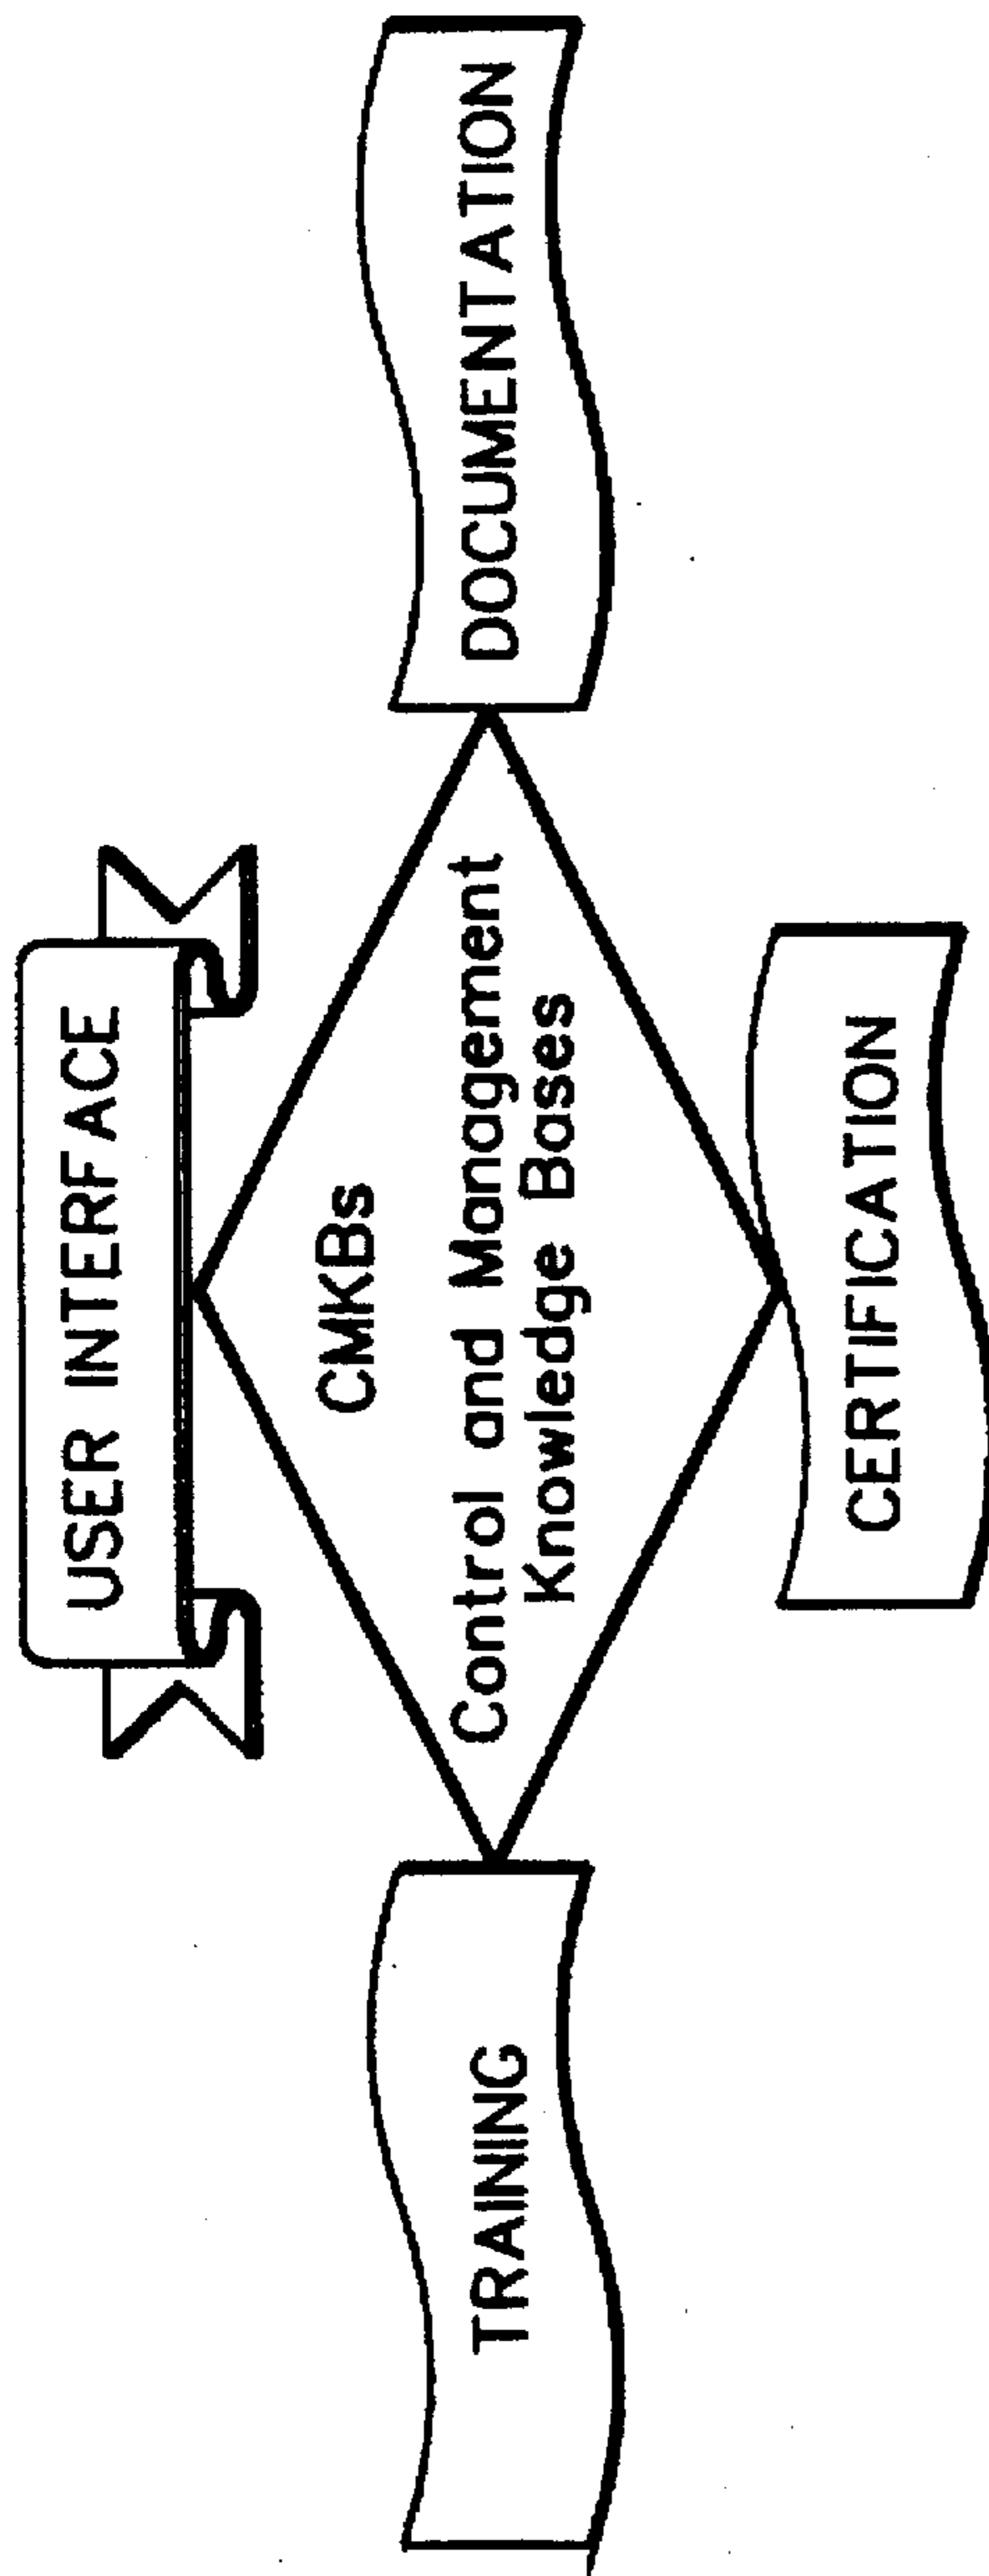 USER INTERFACE
CMKBs
Control and Management
Knowledge Bases
TRAINING
DOCUMENTATION
CERTIFICATION